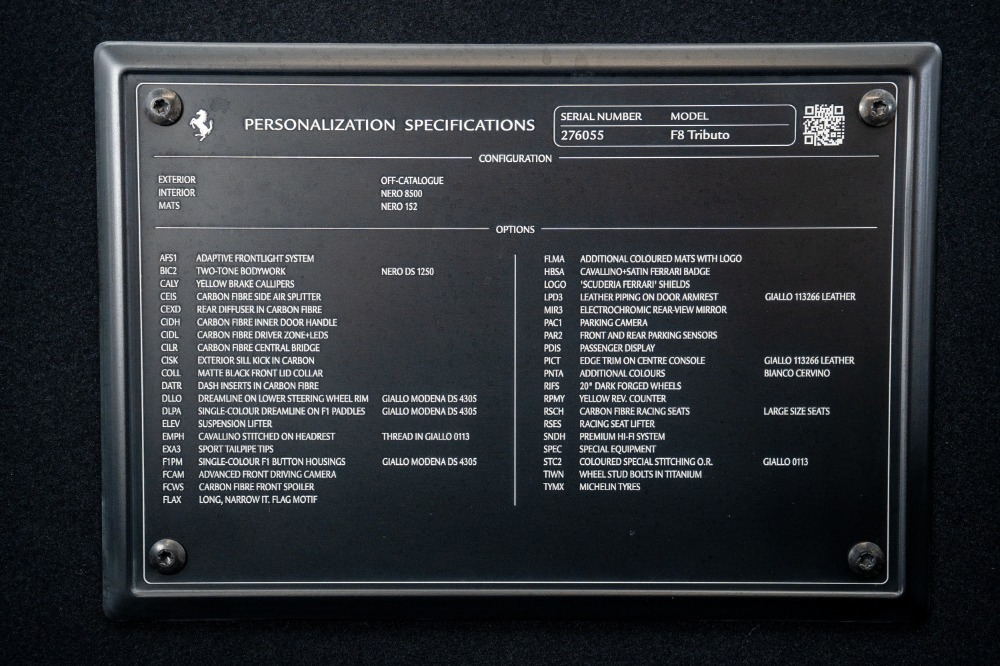 PERSONALIZATION SPECIFICATIONS
SERIAL NUMBER MODEL
276055 F8 Tributo
CONFIGURATION
EXTERIOR OFF-CATALOGUE
INTERIOR NERO 8500
MATS NERO 152
OPTIONS
AFS1 ADAPTIVE FRONTLIGHT SYSTEM
BIC2 TWO-TONE BODYWORK NERO DS 1250
CALY YELLOW BRAKE CALLIPERS
CEIS CARBON FIBRE SIDE AIR SPLITTER
CEXD REAR DIFFUSER IN CARBON FIBRE
CIDH CARBON FIBRE INNER DOOR HANDLE
CIDL CARBON FIBRE DRIVER ZONE+LEDS
CILR CARBON FIBRE CENTRAL BRIDGE
CISK EXTERIOR SILL KICK IN CARBON
COLL MATTE BLACK FRONT LID COLLAR
DATR DASH INSERTS IN CARBON FIBRE
DLLO DREAMLINE ON LOWER STEERING WHEEL RIM GIALLO MODENA DS 4305
DLPA SINGLE-COLOUR DREAMLINE ON F1 PADDLES GIALLO MODENA DS 4305
ELEV SUSPENSION LIFTER
EMPH CAVALLINO STITCHED ON HEADREST THREAD IN GIALLO 0113
EXA3 SPORT TAILPIPE TIPS
F1PM SINGLE-COLOUR F1 BUTTON HOUSINGS GIALLO MODENA DS 4305
FCAM ADVANCED FRONT DRIVING CAMERA
FCWS CARBON FIBRE FRONT SPOILER
FLAX LONG, NARROW IT. FLAG MOTIF
FLMA ADDITIONAL COLOURED MATS WITH LOGO
HBSA CAVALLINO+SATIN FERRARI BADGE
LOGO 'SCUDERIA FERRARI' SHIELDS
LPD3 LEATHER PIPING ON DOOR ARMREST GIALLO 113266 LEATHER
MIR3 ELECTROCHROMIC REAR-VIEW MIRROR
PAC1 PARKING CAMERA
PAR2 FRONT AND REAR PARKING SENSORS
PDIS PASSENGER DISPLAY
PICT EDGE TRIM ON CENTRE CONSOLE GIALLO 113266 LEATHER
PNTA ADDITIONAL COLOURS BIANCO CERVINO
RIFS 20" DARK FORGED WHEELS
RPMY YELLOW REV. COUNTER
RSCH CARBON FIBRE RACING SEATS LARGE SIZE SEATS
RSES RACING SEAT LIFTER
SNDH PREMIUM HI-FI SYSTEM
SPEC SPECIAL EQUIPMENT
STC2 COLOURED SPECIAL STITCHING O.R. GIALLO 0113
TIWN WHEEL STUD BOLTS IN TITANIUM
TYMX MICHELIN TYRES